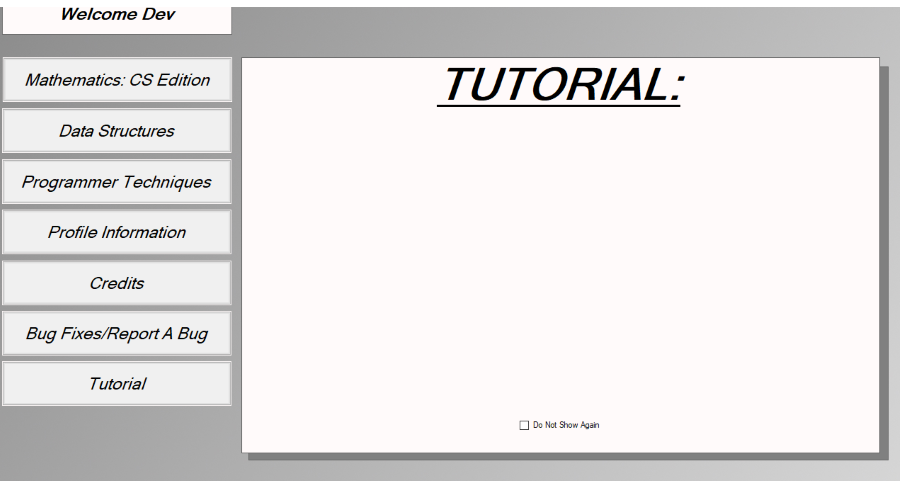 Welcome Dev
Mathematics: CS Edition
Data Structures
Programmer Techniques
Profile Information
Credits
Bug Fixes/Report A Bug
Tutorial
TUTORIAL:
Do Not Show Again